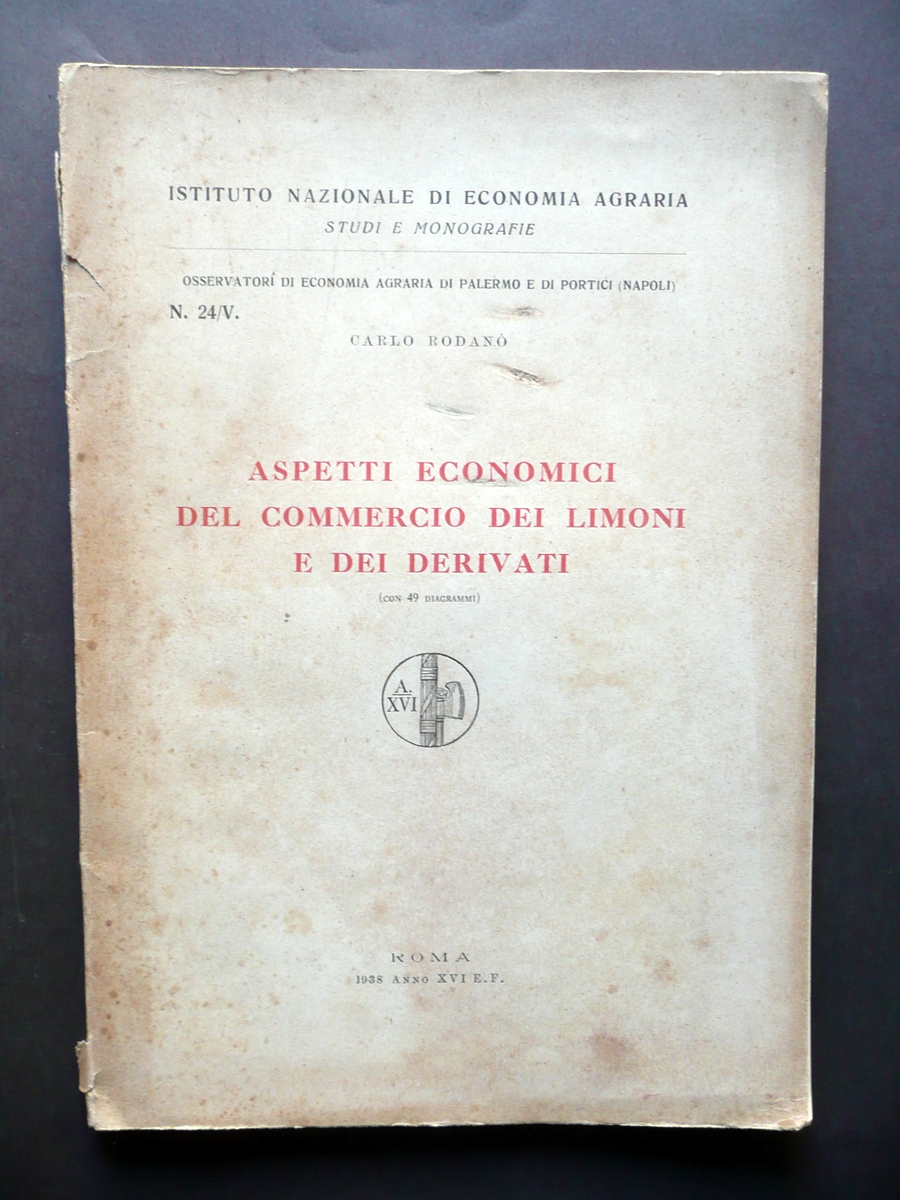 ISTITUTO NAZIONALE DI ECONOMIA AGRARIA
STUDI E MONOGRAFIE
OSSERVATORÎ DI ECONOMIA AGRARIA DI PALERMO E DI PORTICI (NAPOLI)
N. 24/V.
CARLO RODANÒ
ASPETTI ECONOMICI
DEL COMMERCIO DEI LIMONI
E DEI DERIVATI
(CON 49 DIAGRAMMI)
A.
XVI
ROMA
1938 ANNO XVI E. F.